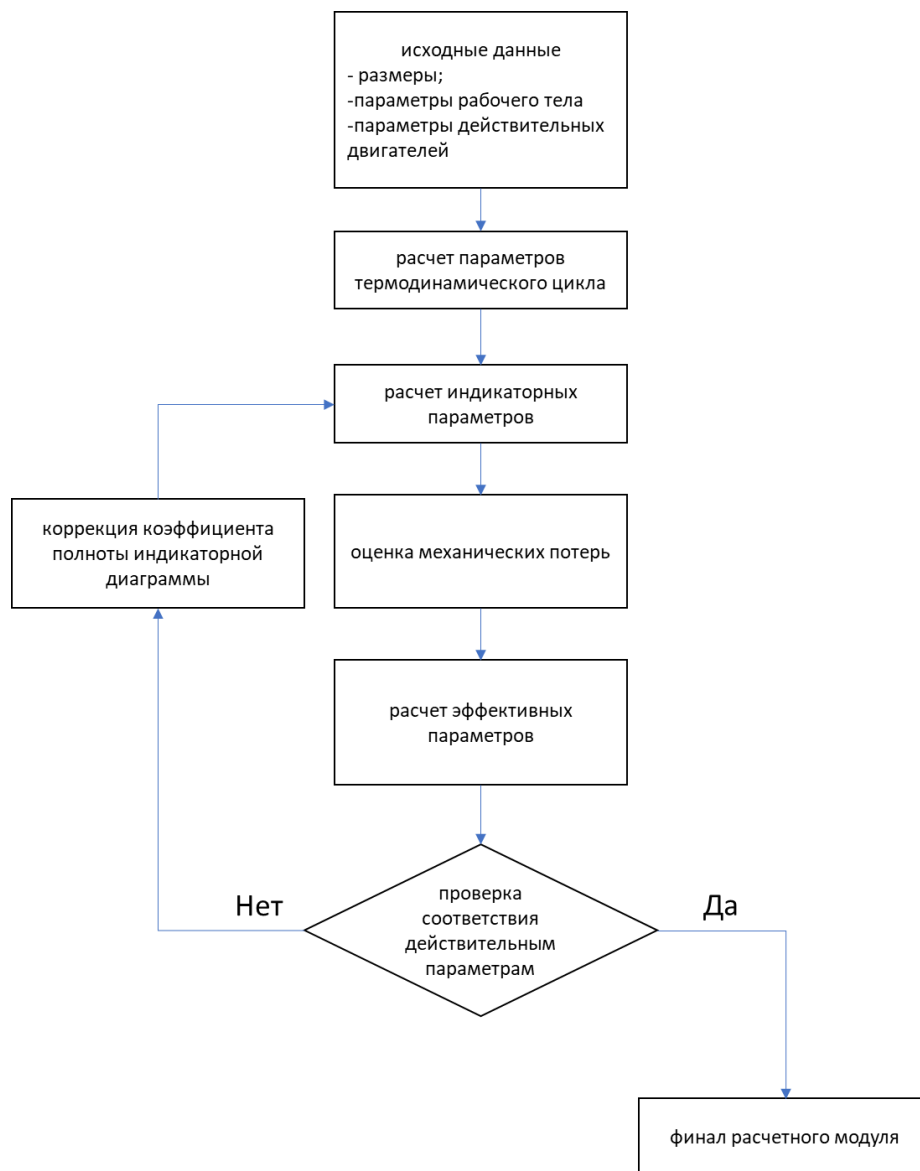 исходные данные
- размеры;
-параметры рабочего тела
-параметры действительных
двигателей
расчет параметров
термодинамического цикла
расчет индикаторных
параметров
коррекция коэффициента
полноты индикаторной
диаграммы
оценка механических потерь
расчет эффективных
параметров
Нет
проверка
соответствия
действительным
параметрам
Да
финал расчетного модуля